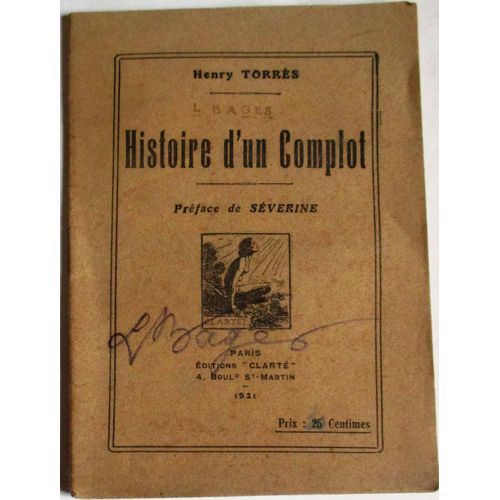 Henry TORRÈS
L BAGES
Histoire d'un Complot
Préface de SÉVERINE
CLARTÉ
L Bages
PARIS
ÉDITIONS "CLARTÉ"
4. BOULD ST-MARTIN
1921
Prix : 25 Centimes